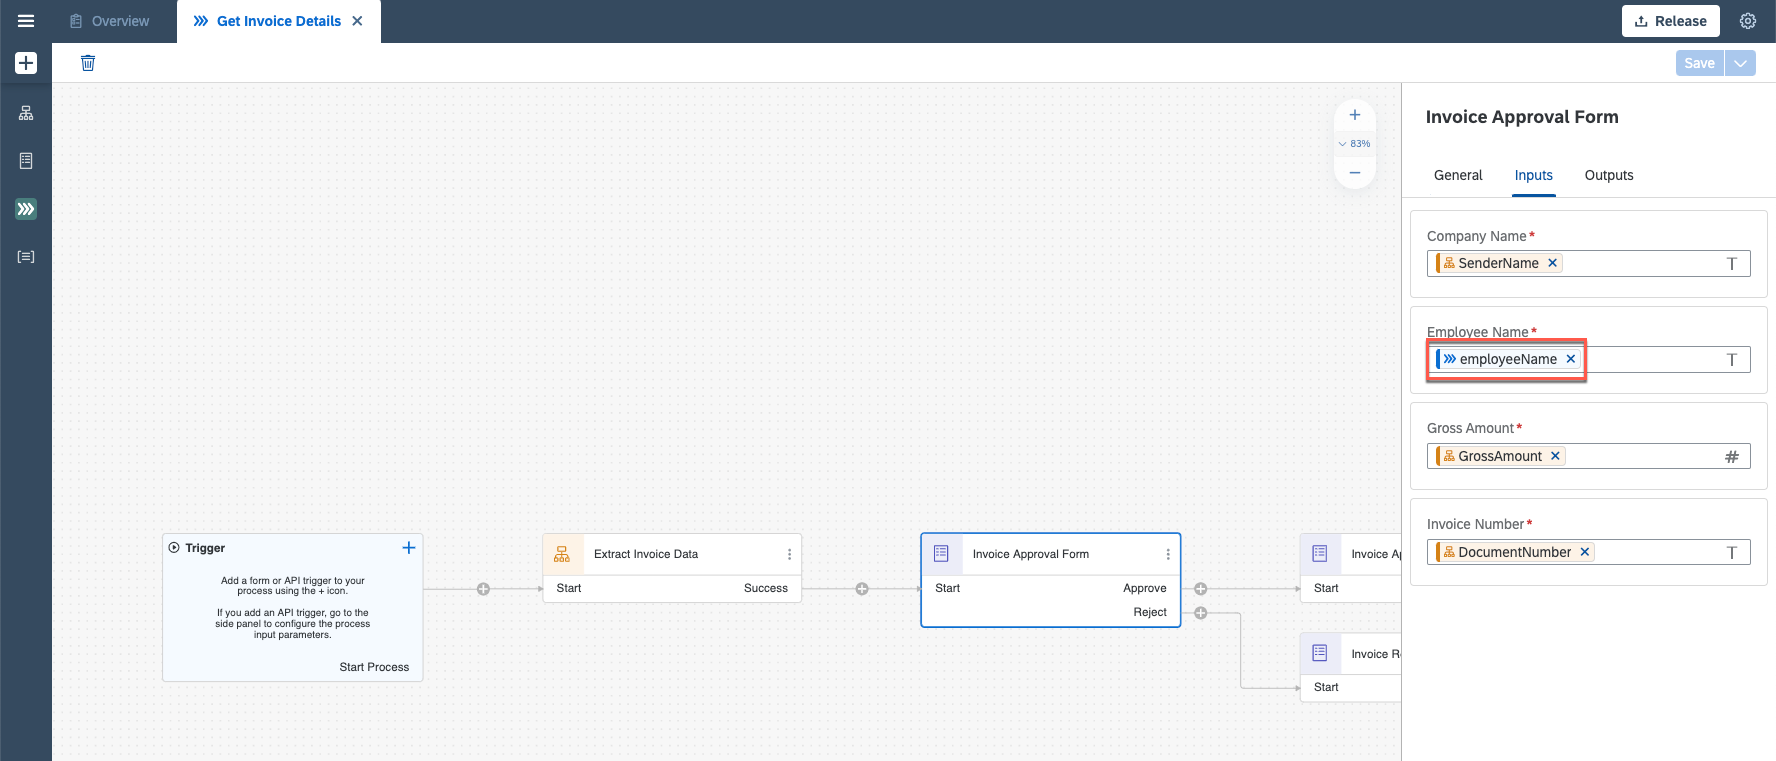 Overview
Get Invoice Details
Release
Save
83%
Trigger
Add a form or API trigger to your
process using the + icon.
If you add an API trigger, go to the
side panel to configure the process
input parameters.
Start Process
Extract Invoice Data
Start
Success
Invoice Approval Form
Start
Approve
Reject
Invoice Ap
Start
Invoice R
Start
Invoice Approval Form
General
Inputs
Outputs
Company Name*
SenderName
T
Employee Name*
employeeName
T
Gross Amount*
GrossAmount
#
Invoice Number*
DocumentNumber
T